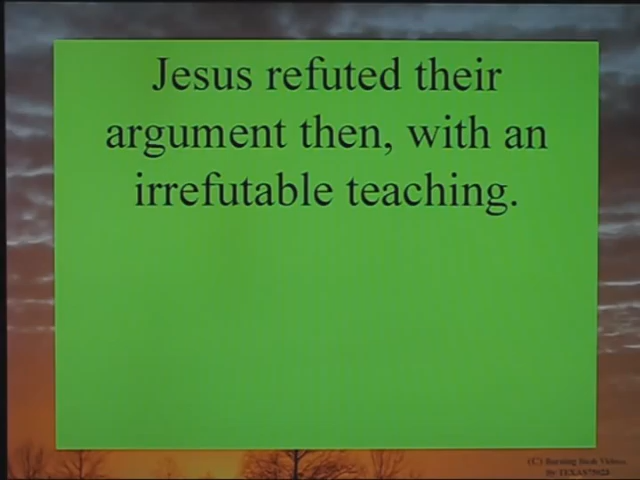 Jesus refuted their
argument then, with an
irrefutable teaching.